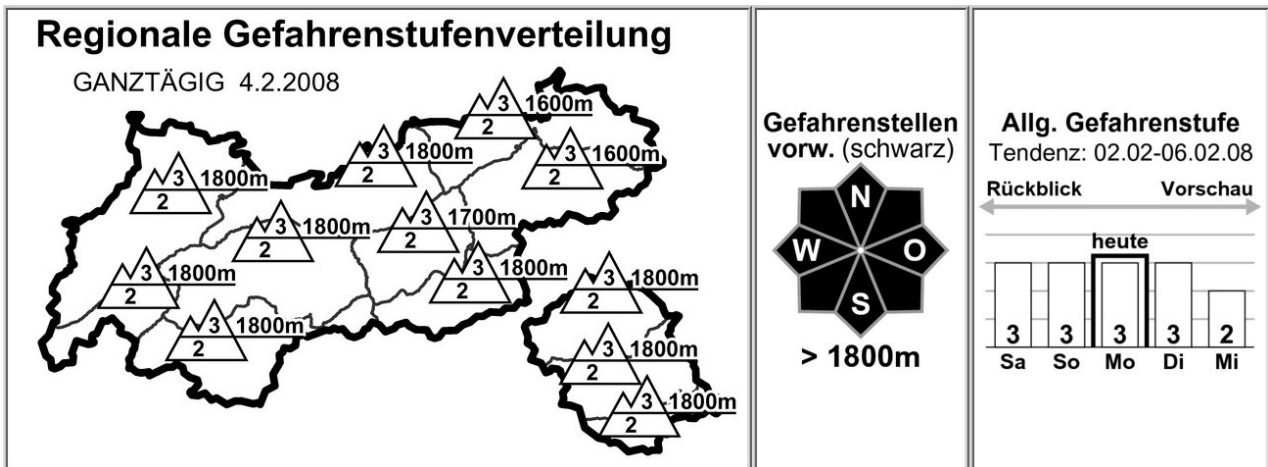 Regionale Gefahrenstufenverteilung
GANZTÄGIG 4.2.2008
3 1600m
2
3 1800m
2
3 1600m
2
3 1800m
2
3 1700m
2
3 1800m
2
3 1800m
2
3 1800m
2
3 1800m
2
3 1800m
2
3 1800m
2
3 1800m
2
Gefahrenstellen
vorw. (schwarz)
N
W O
S
> 1800m
Allg. Gefahrenstufe
Tendenz: 02.02-06.02.08
Rückblick Vorschau
heute
3 3 3 3 2
Sa So Mo Di Mi